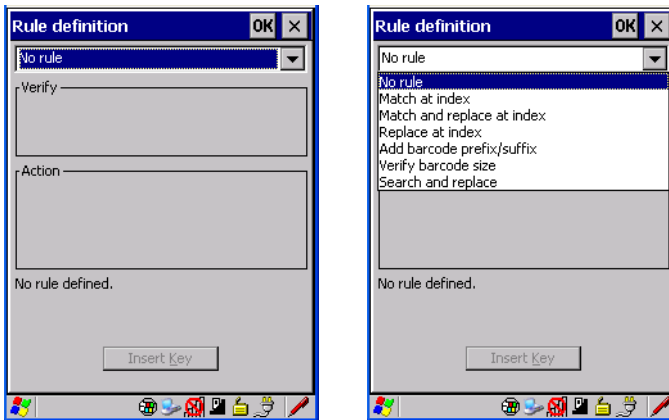 Rule definition OK
No rule
Verify
Action
No rule defined.
Insert Key
Rule definition OK
No rule
No rule
Match at index
Match and replace at index
Replace at index
Add barcode prefix/suffix
Verify barcode size
Search and replace
No rule defined.
Insert Key